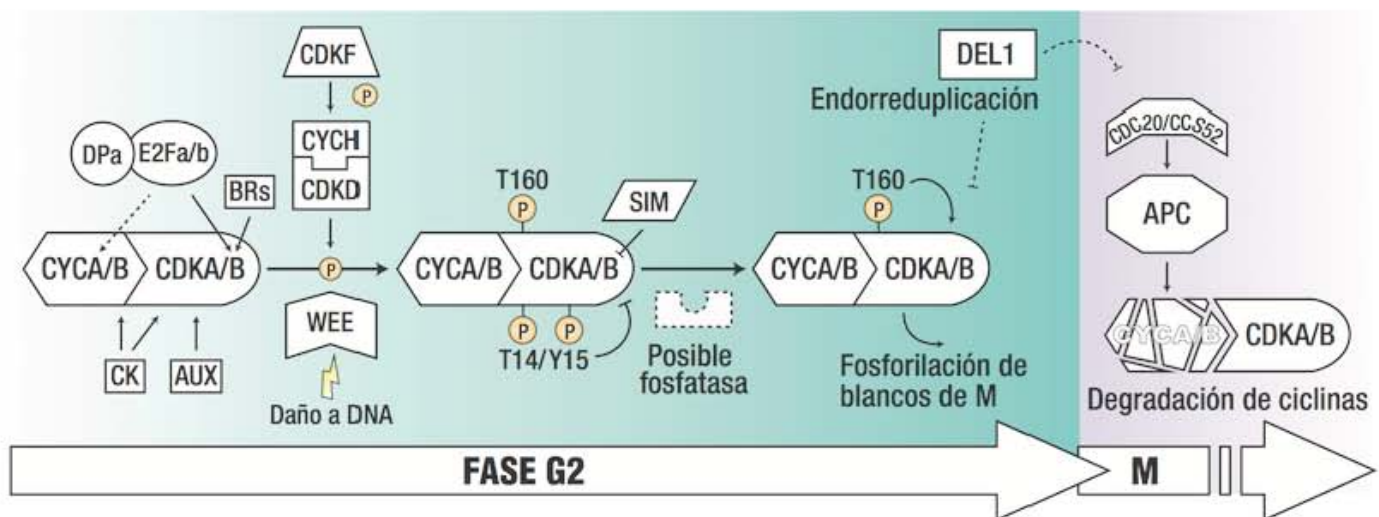 CDKF
P
DEL1
Endorreduplicación
DPa
E2Fa/b
BRs
CYCH
CDKD
T160
P
SIM
T160
P
CDC20/CCS52
APC
CYCA/B
CDKA/B
P
CYCA/B
CDKA/B
CYCA/B
CDKA/B
CYCA/B
CDKA/B
WEE
P
P
T14/Y15
Posible
fosfatasa
CK
AUX
Daño a DNA
Fosforilación de
blancos de M
Degradación de ciclinas
FASE G2
M